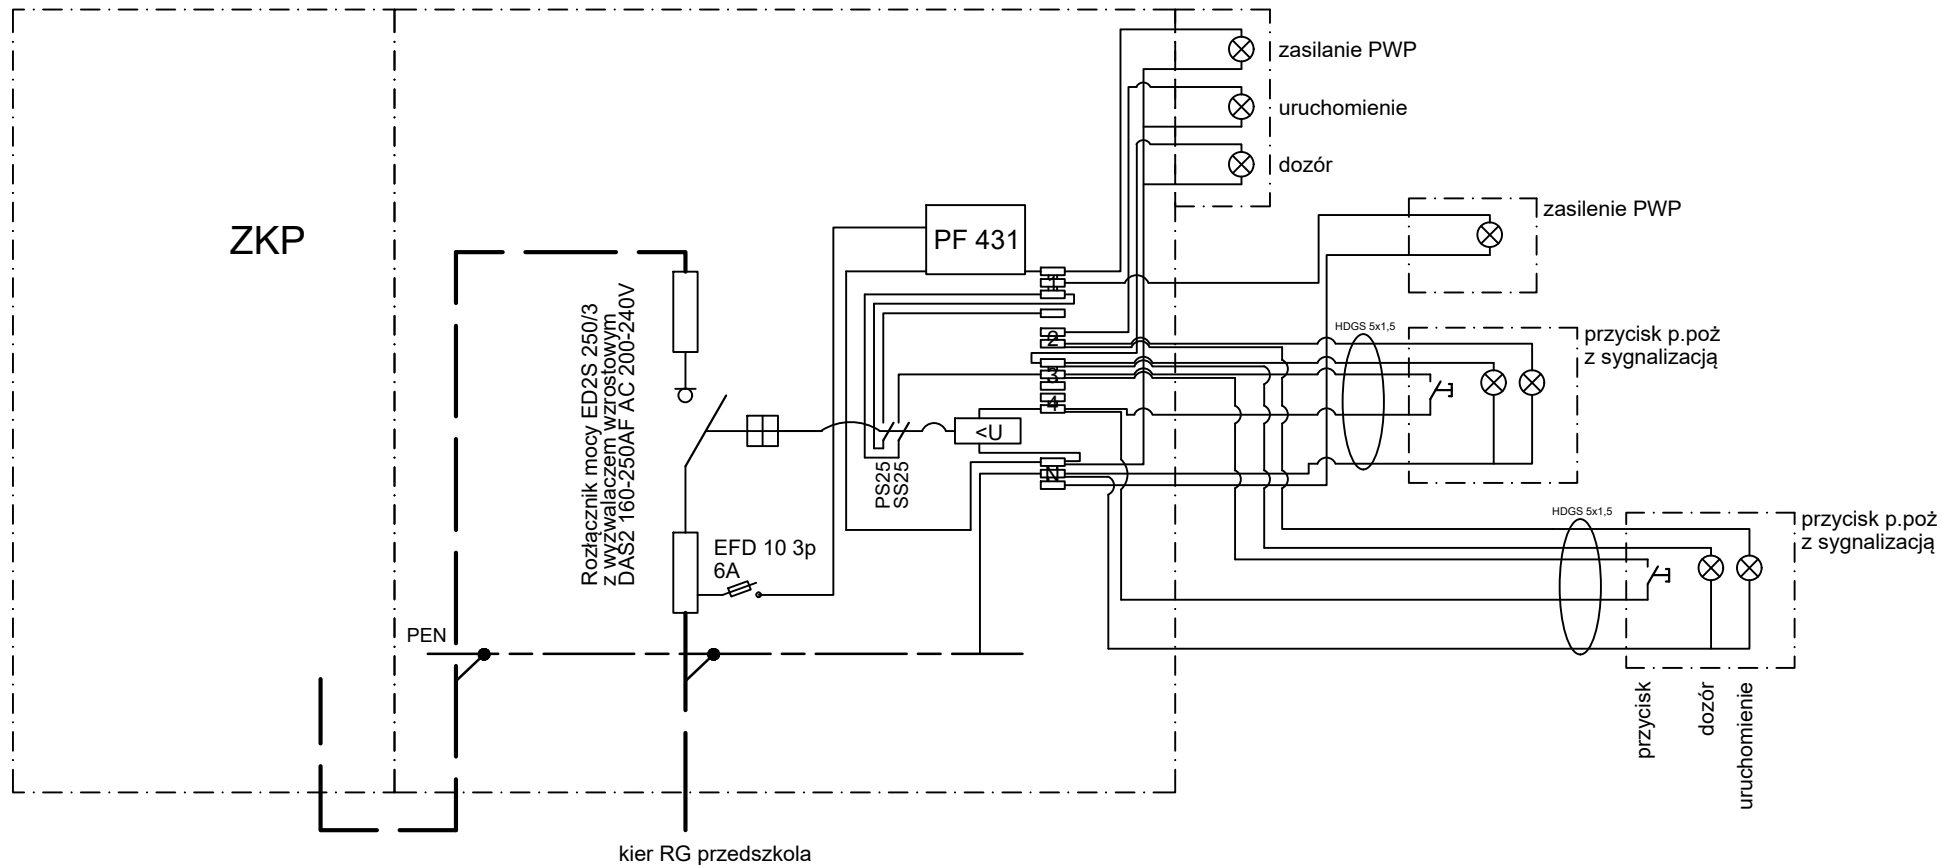 zasilanie PWP
uruchomienie
dozór
ZKP
PF 431
zasilenie PWP
1
2
3
4
N
HDGS 5x1,5
przycisk p.poż
z sygnalizacją
Rozłącznik mocy ED2S 250/3
z wyzwalaczem wzrostowym
DAS2 160-250AF AC 200-240V
<U
PS25
SS25
EFD 10 3p
6A
HDGS 5x1,5
przycisk p.poż
z sygnalizacją
PEN
przycisk
dozór
uruchomienie
kier RG przedszkola